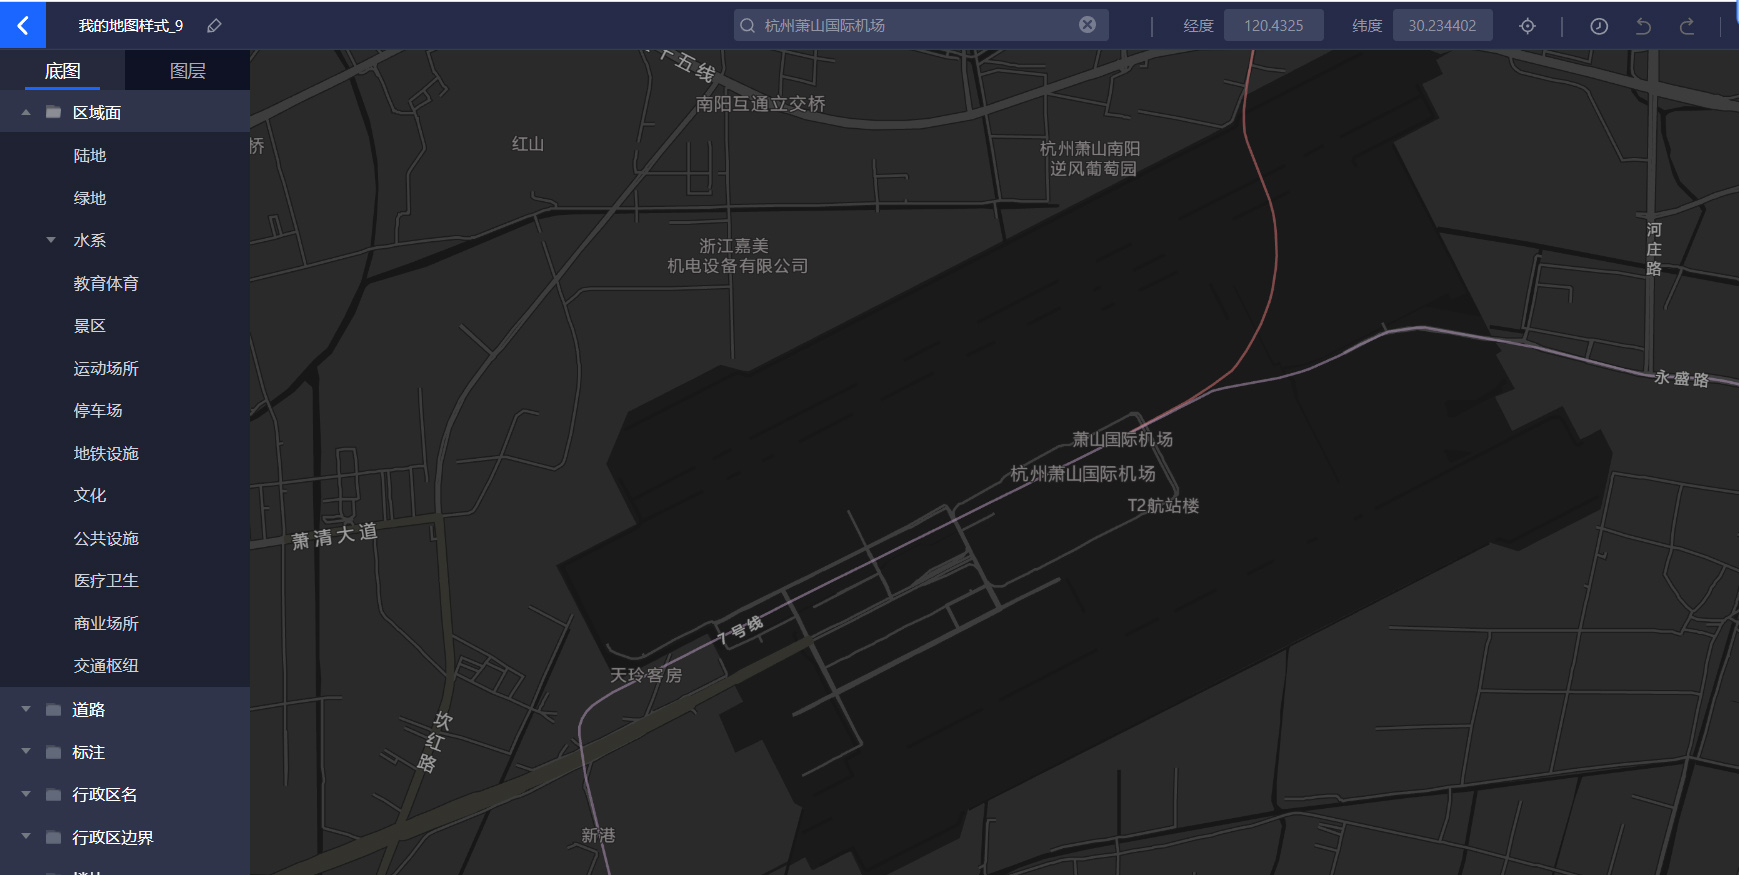 我的地图样式_9
杭州萧山国际机场
经度
120.4325
纬度
30.234402
底图
图层
区域面
陆地
绿地
水系
教育体育
景区
运动场所
停车场
地铁设施
文化
公共设施
医疗卫生
商业场所
交通枢纽
道路
标注
行政区名
行政区边界
十五线
南阳互通立交桥
桥
红山
杭州萧山南阳
逆风葡萄园
浙江嘉美
机电设备有限公司
河庄路
永盛路
萧山国际机场
杭州萧山国际机场
T2航站楼
萧清大道
7号线
天玲客房
坎红路
新港